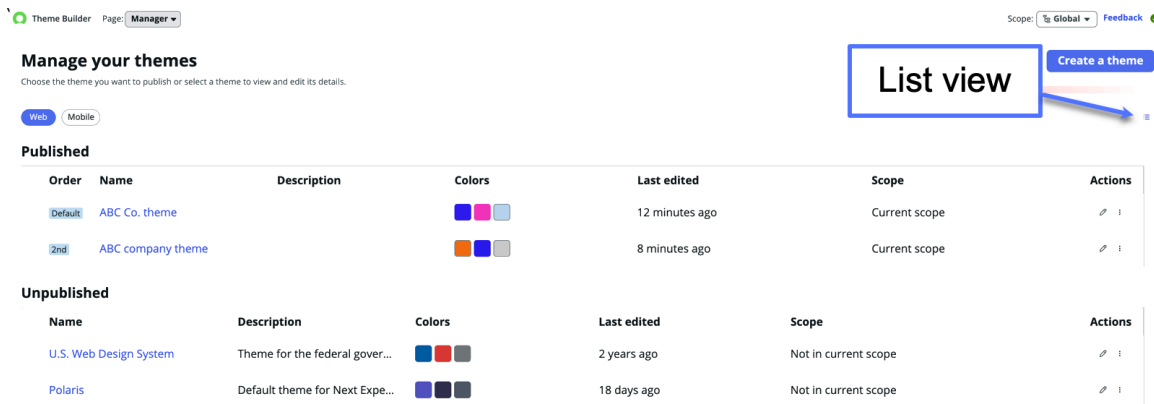 Theme Builder Page: Manager Scope: Global Feedback
Manage your themes
Choose the theme you want to publish or select a theme to view and edit its details.
List view
Create a theme
Web Mobile
Published
Order Name Description Colors Last edited Scope Actions
Default ABC Co. theme 12 minutes ago Current scope
2nd ABC company theme 8 minutes ago Current scope
Unpublished
Name Description Colors Last edited Scope Actions
U.S. Web Design System Theme for the federal gover... 2 years ago Not in current scope
Polaris Default theme for Next Expe... 18 days ago Not in current scope